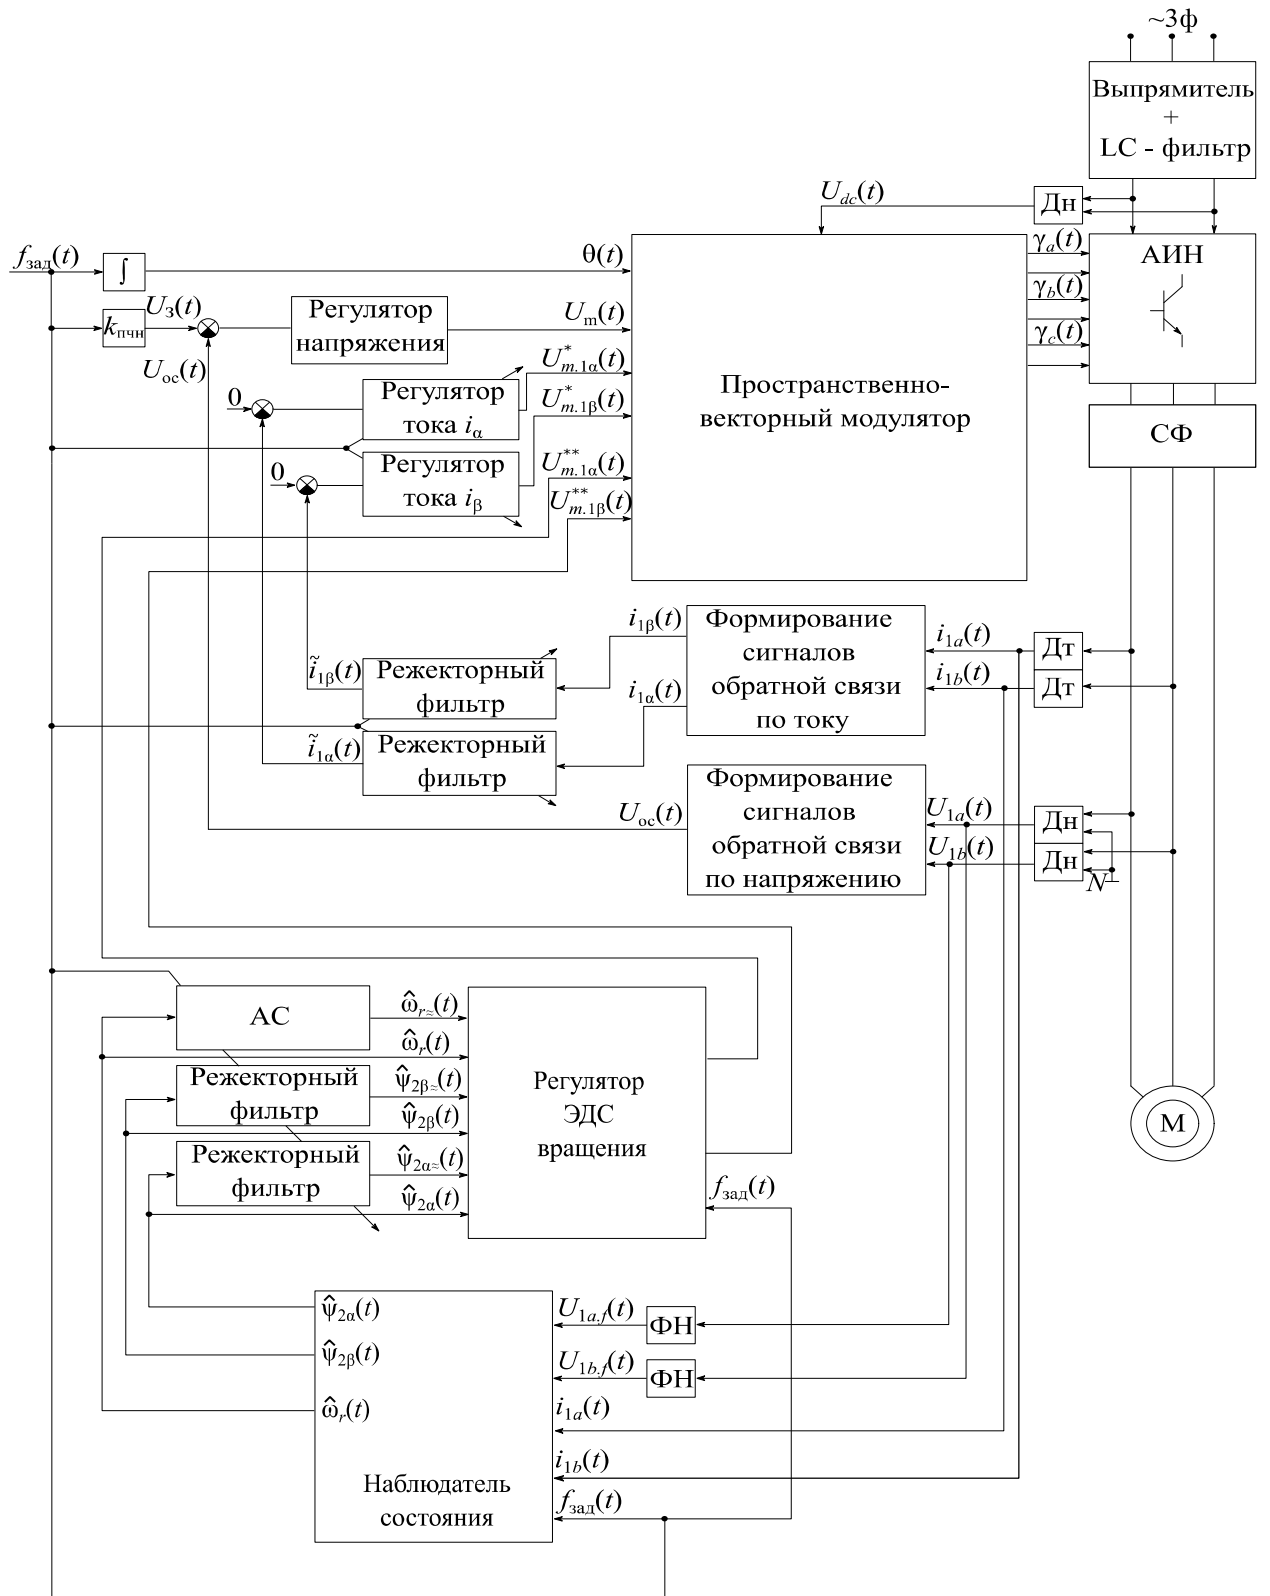 ~3ф
Выпрямитель
+
LC - фильтр
U_dc(t)
Дн
f_зад(t)
∫
θ(t)
γ_a(t)
АИН
γ_b(t)
γ_c(t)
k_пчн
U_З(t)
Регулятор
напряжения
U_m(t)
U_ос(t)
0
Регулятор
тока i_α
U*_m.1α(t)
U*_m.1β(t)
Пространственно-
векторный модулятор
СФ
0
Регулятор
тока i_β
U**_m.1α(t)
U**_m.1β(t)
Формирование
сигналов
обратной связи
по току
i_1β(t)
i_1α(t)
i_1a(t)
i_1b(t)
Дт
Дт
ĩ_1β(t)
Режекторный
фильтр
ĩ_1α(t)
Режекторный
фильтр
Формирование
сигналов
обратной связи
по напряжению
U_ос(t)
U_1a(t)
U_1b(t)
Дн
Дн
N
АС
ω̂_r≈(t)
ω̂_r(t)
Режекторный
фильтр
ψ̂_2β≈(t)
ψ̂_2β(t)
Режекторный
фильтр
ψ̂_2α≈(t)
ψ̂_2α(t)
Регулятор
ЭДС
вращения
М
f_зад(t)
ψ̂_2α(t)
ψ̂_2β(t)
ω̂_r(t)
U_1a.f(t)
ФН
U_1b.f(t)
ФН
i_1a(t)
i_1b(t)
f_зад(t)
Наблюдатель
состояния